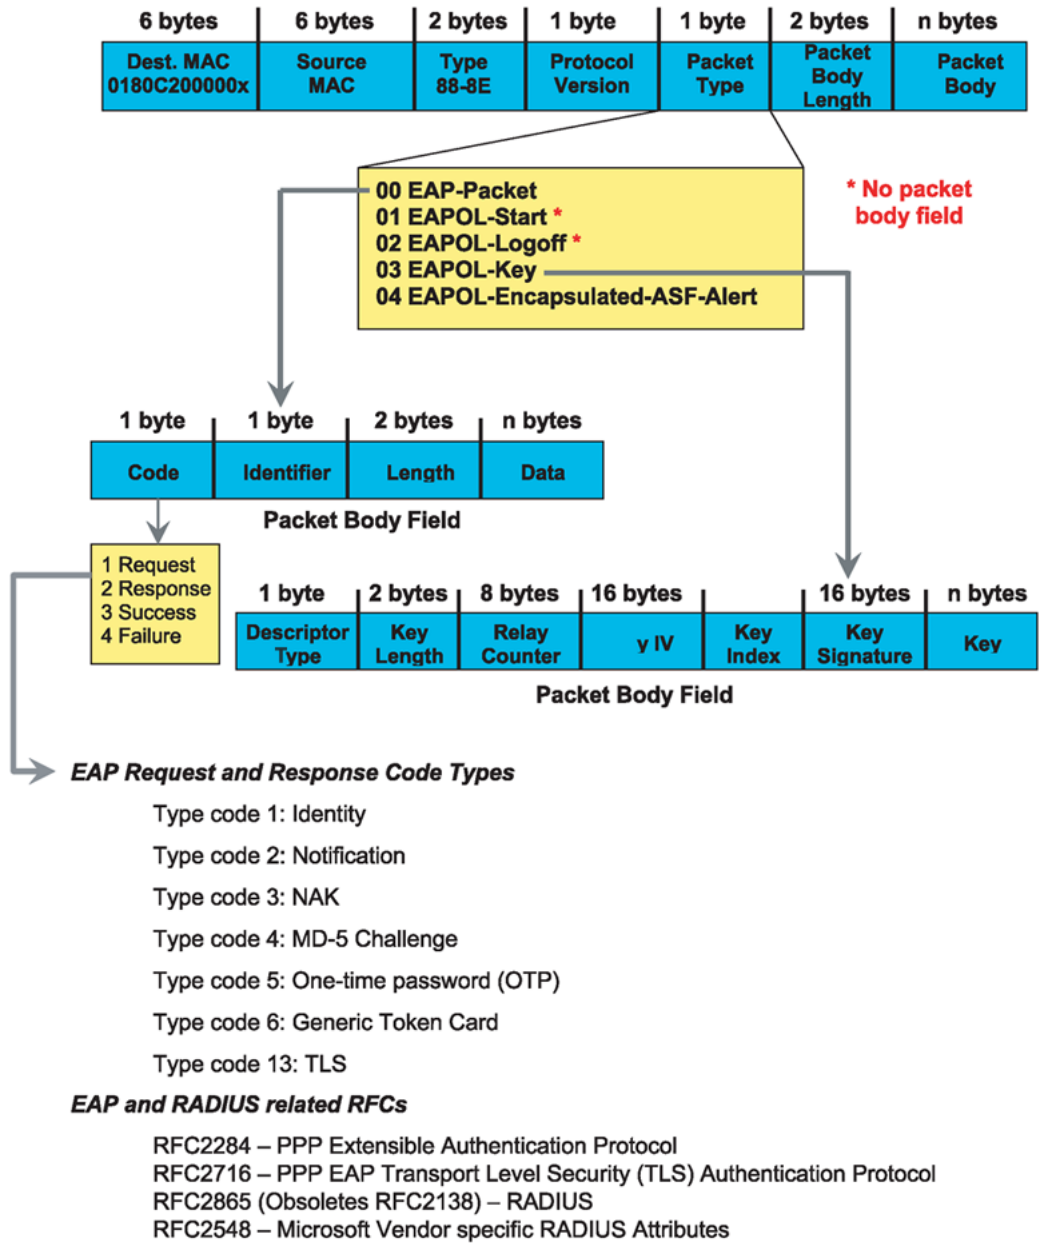 6 bytes 6 bytes 2 bytes 1 byte 1 byte 2 bytes n bytes
Dest. MAC
0180C200000x
Source
MAC
Type
88-8E
Protocol
Version
Packet
Type
Packet
Body
Length
Packet
Body
00 EAP-Packet
01 EAPOL-Start *
02 EAPOL-Logoff *
03 EAPOL-Key
04 EAPOL-Encapsulated-ASF-Alert
* No packet
body field
1 byte 1 byte 2 bytes n bytes
Code Identifier Length Data
Packet Body Field
1 Request
2 Response
3 Success
4 Failure
1 byte 2 bytes 8 bytes 16 bytes 16 bytes n bytes
Descriptor
Type
Key
Length
Relay
Counter
y IV
Key
Index
Key
Signature
Key
Packet Body Field
EAP Request and Response Code Types
Type code 1: Identity
Type code 2: Notification
Type code 3: NAK
Type code 4: MD-5 Challenge
Type code 5: One-time password (OTP)
Type code 6: Generic Token Card
Type code 13: TLS
EAP and RADIUS related RFCs
RFC2284 – PPP Extensible Authentication Protocol
RFC2716 – PPP EAP Transport Level Security (TLS) Authentication Protocol
RFC2865 (Obsoletes RFC2138) – RADIUS
RFC2548 – Microsoft Vendor specific RADIUS Attributes